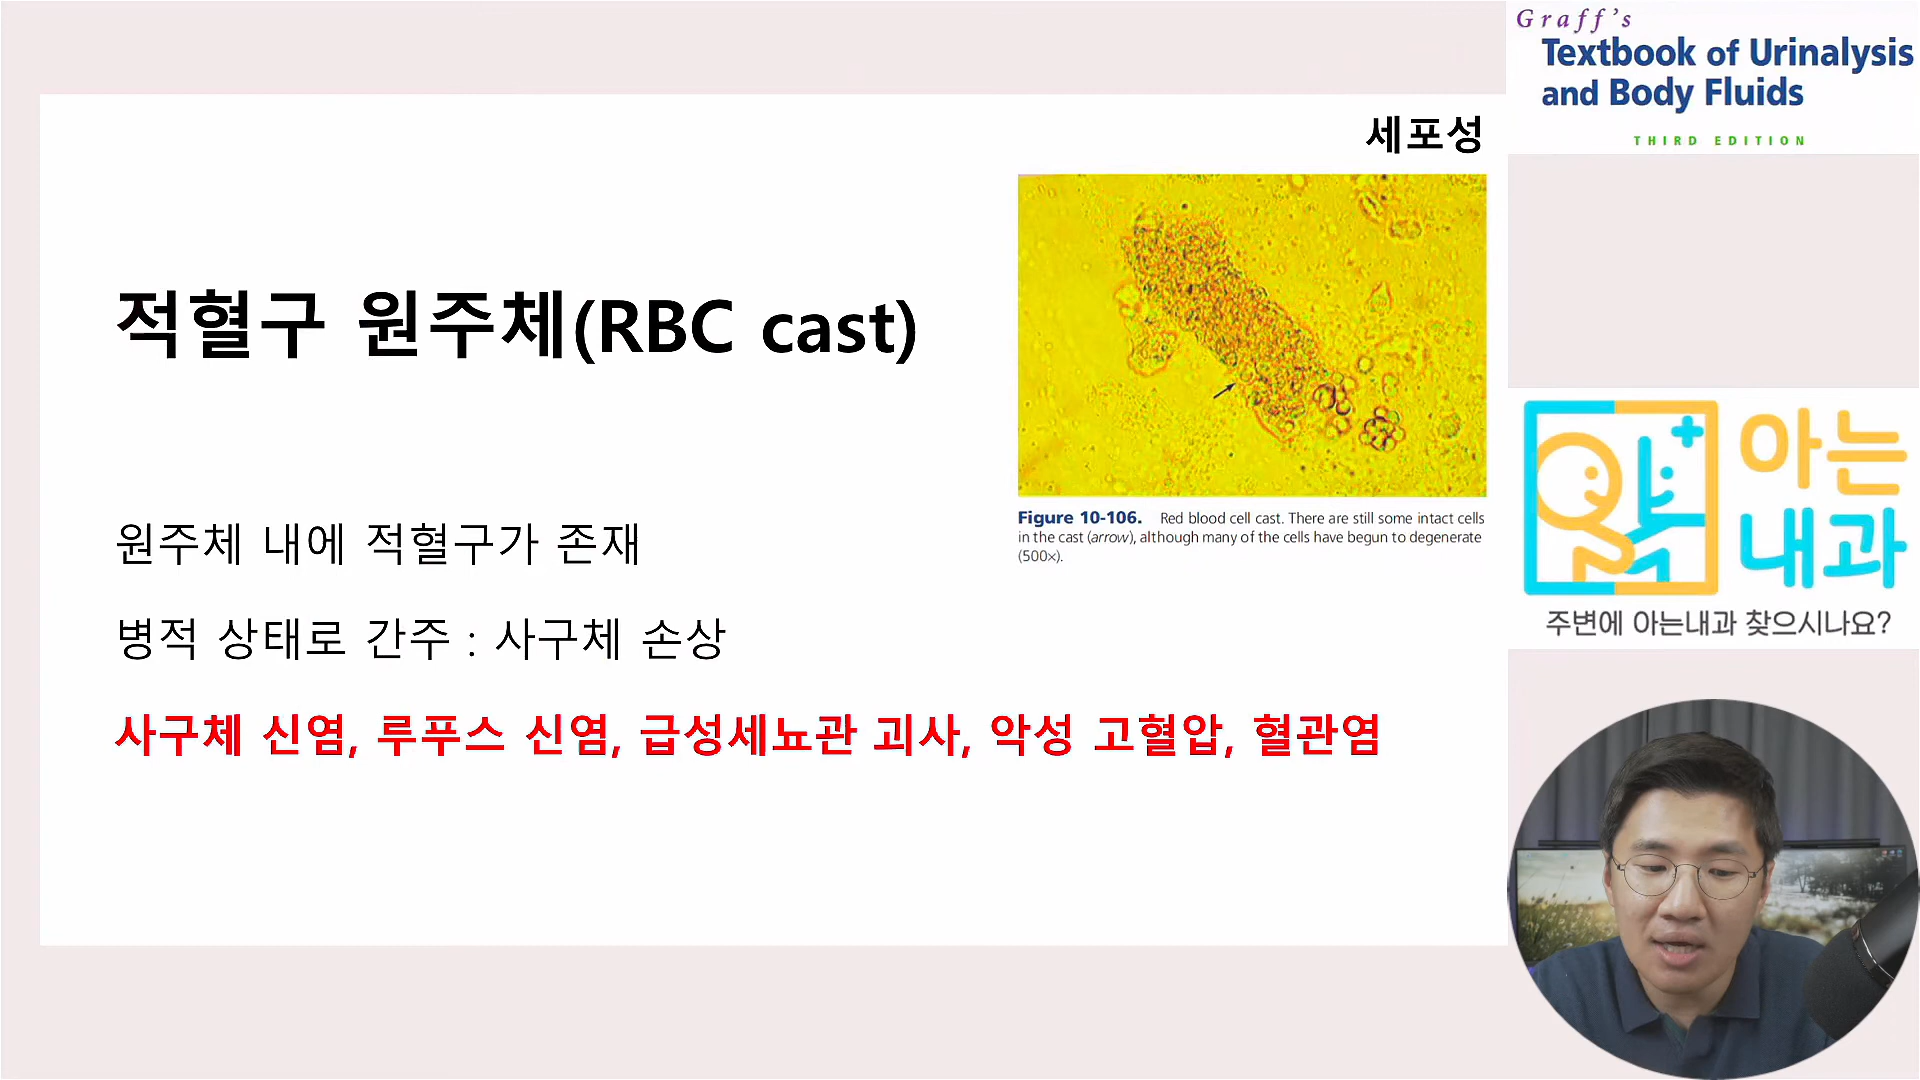 Graff's
Textbook of Urinalysis
and Body Fluids
THIRD EDITION
세포성
적혈구 원주체(RBC cast)
Figure 10-106. Red blood cell cast. There are still some intact cells
in the cast (arrow), although many of the cells have begun to degenerate
(500×).
원주체 내에 적혈구가 존재
병적 상태로 간주 : 사구체 손상
사구체 신염, 루푸스 신염, 급성세뇨관 괴사, 악성 고혈압, 혈관염
아는
내과
주변에 아는내과 찾으시나요?